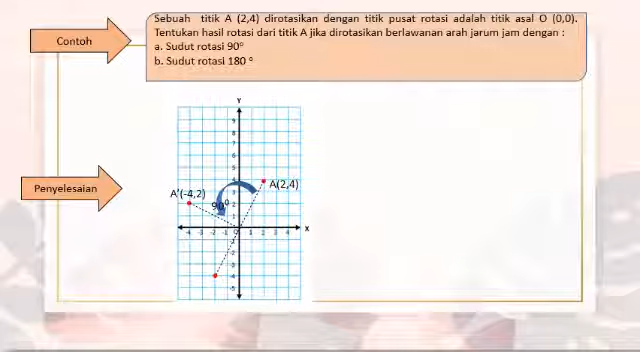 Contoh
Sebuah titik A (2,4) dirotasikan dengan titik pusat rotasi adalah titik asal O (0,0).
Tentukan hasil rotasi dari titik A jika dirotasikan berlawanan arah jarum jam dengan :
a. Sudut rotasi 90°
b. Sudut rotasi 180 °
Penyelesaian
Y
A(2,4)
A'(-4,2)
90°
X